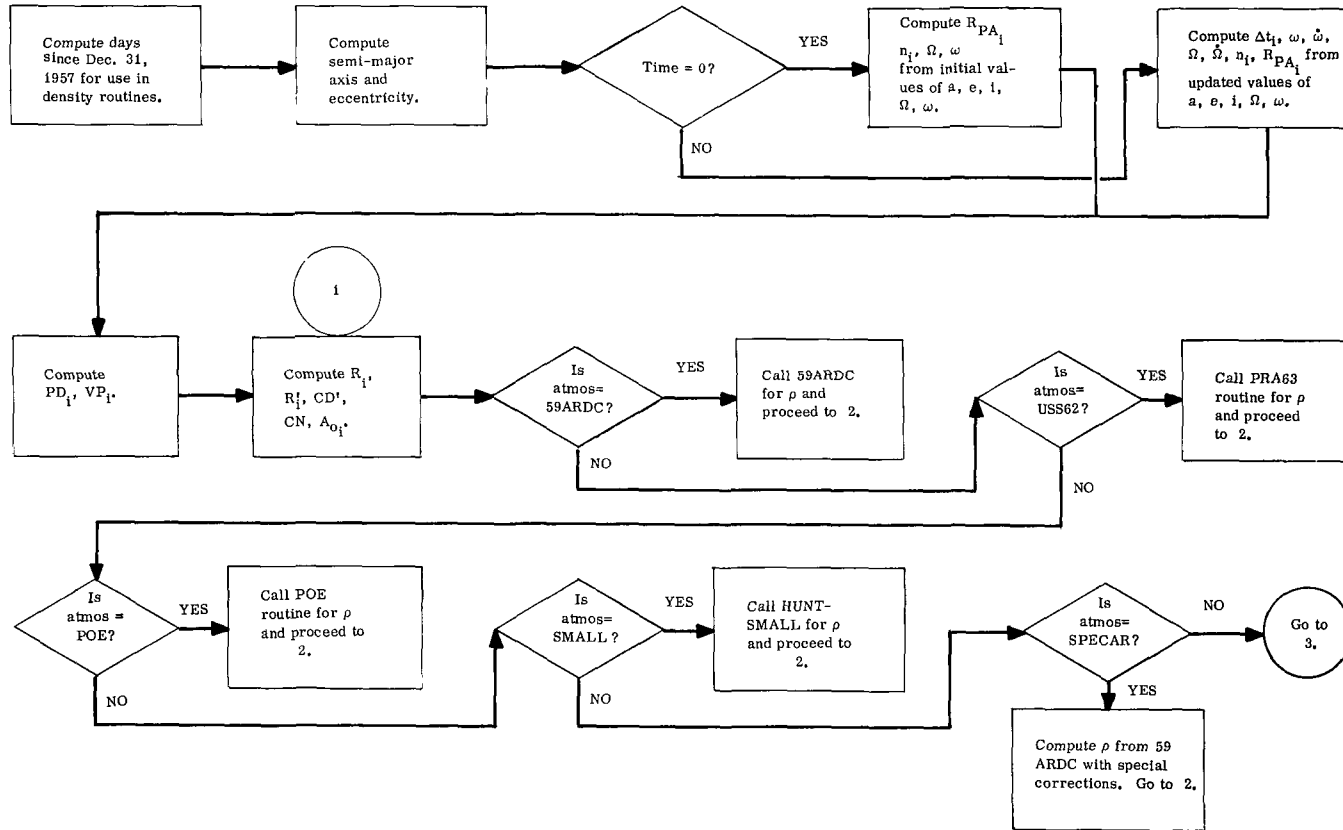 Compute days
since Dec. 31,
1957 for use in
density routines.
Compute
semi-major
axis and
eccentricity.
Time = 0?
YES
NO
Compute R_PA_i
n_i, Ω, ω
from initial val-
ues of a, e, i,
Ω, ω.
Compute Δt_i, ω, ω̇,
Ω, Ω̇, n_i, R_PA_i from
updated values of
a, e, i, Ω, ω.
Compute
PD_i, VP_i.
1
Compute R_i,
R_i', CD',
CN, A_o_i.
Is
atmos=
59ARDC?
YES
NO
Call 59ARDC
for ρ and
proceed to 2.
Is
atmos=
USS62?
YES
NO
Call PRA63
routine for ρ
and proceed
to 2.
Is
atmos =
POE?
YES
NO
Call POE
routine for ρ
and proceed to
2.
Is
atmos=
SMALL?
YES
NO
Call HUNT-
SMALL for ρ
and proceed to
2.
Is
atmos=
SPECAR?
NO
YES
Go to
3.
Compute ρ from 59
ARDC with special
corrections. Go to 2.